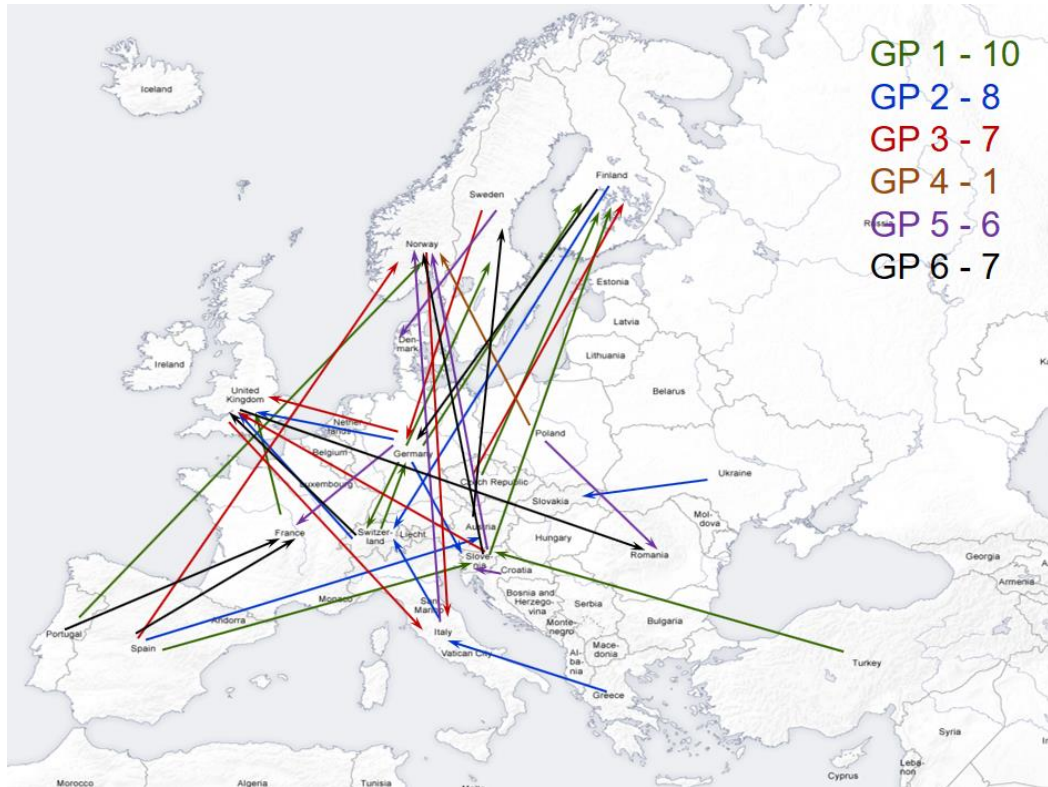 GP 1 - 10
GP 2 - 8
GP 3 - 7
GP 4 - 1
GP 5 - 6
GP 6 - 7
Iceland
Finland
Sweden
Russia
Norway
Estonia
Latvia
Den-
mark
Lithuania
Ireland
United
Kingdom
Belarus
Nether-
lands
Poland
Belgium
Germany
Ukraine
Czech Republic
Luxembourg
Slovakia
Mol-
dova
Austria
France
Switzer-
land
Liecht
Hungary
Romania
Slove-
nia
Croatia
Georgia
Armenia
Monaco
San
Marino
Bosnia and
Herzego-
vina
Serbia
Andorra
Monte-
negro
Bulgaria
Portugal
Spain
Italy
Vatican City
Mace-
donia
Al-
ba-
nia
Turkey
Greece
Syria
Cyprus
Leba-
non
Morocco
Algeria
Tunisia